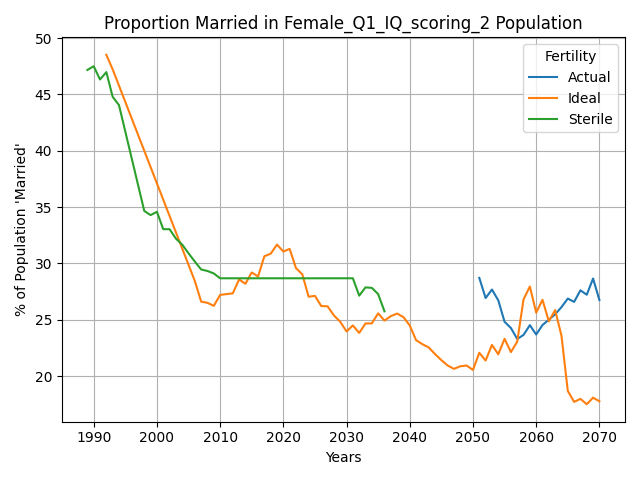 Proportion Married in Female_Q1_IQ_scoring_2 Population
% of Population 'Married'
50
45
40
35
30
25
20
Fertility
Actual
Ideal
Sterile
1990 2000 2010 2020 2030 2040 2050 2060 2070
Years